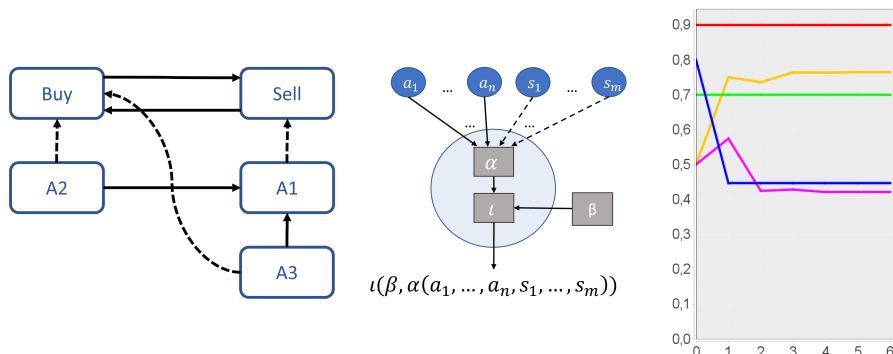 Buy
Sell
A2
A1
A3
a₁ ... aₙ s₁ ... sₘ
... ...
α
ι
β
ι(β, α(a₁, ..., aₙ, s₁, ..., sₘ))
0,9
0,8
0,7
0,6
0,5
0,4
0,3
0,2
0,1
0,0
0 1 2 3 4 5 6